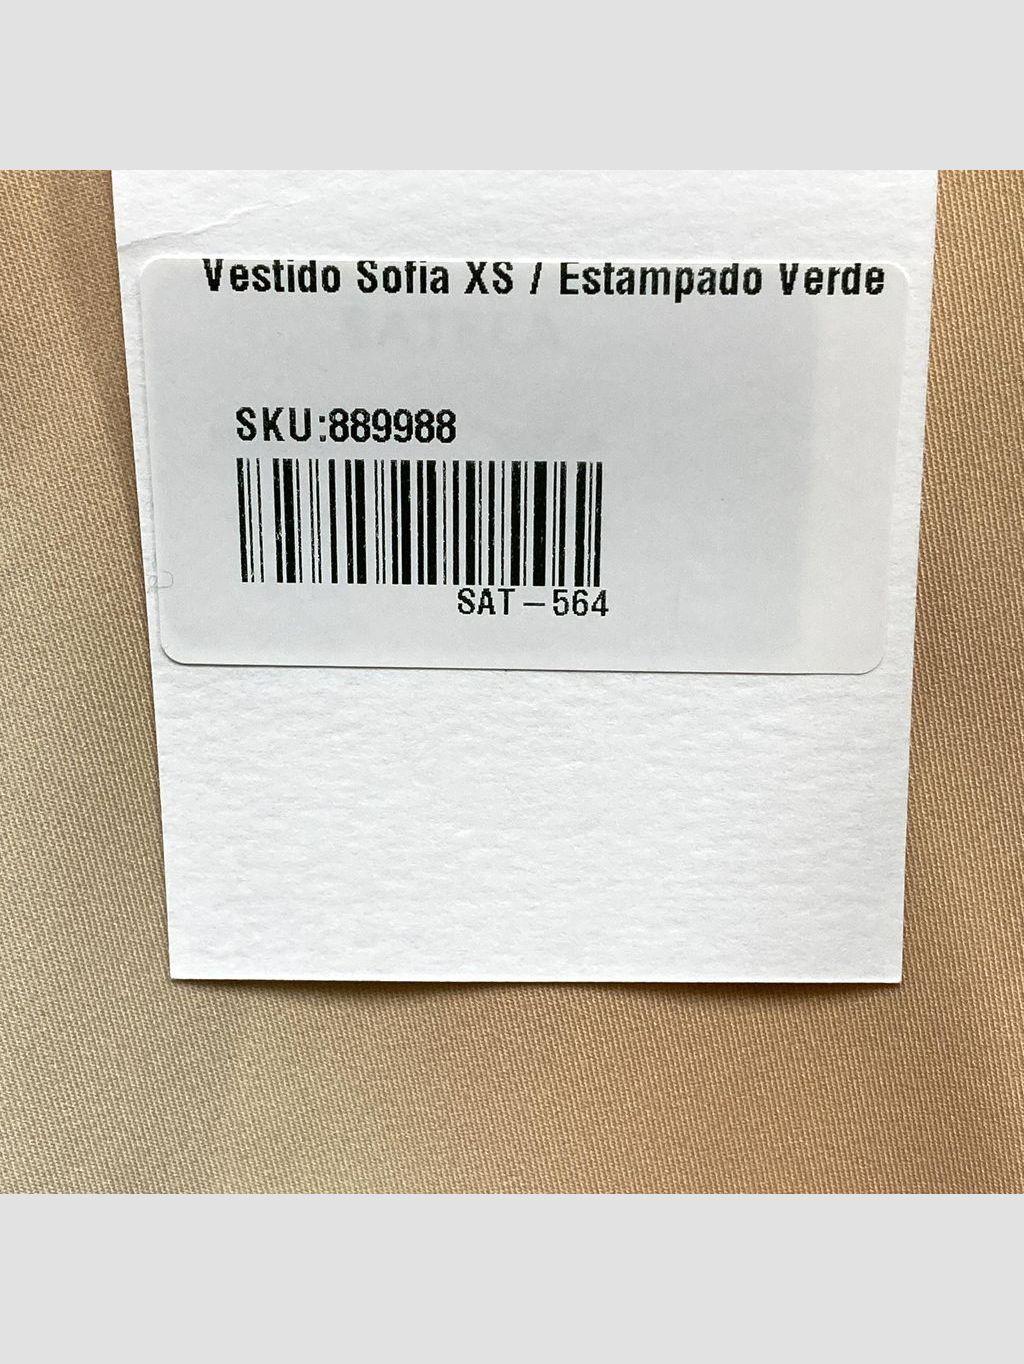 Vestido Sofia XS / Estampado Verde
SKU:889988
SAT-564